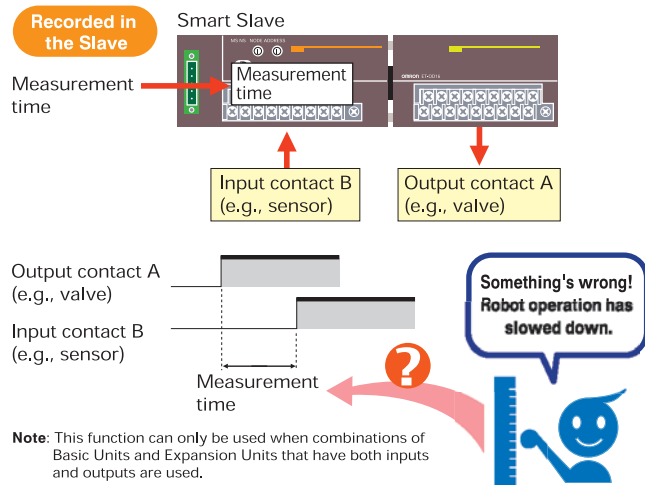 Recorded in
the Slave
Smart Slave
MS NS NODE ADDRESS
Measurement
time
Measurement
time
OMRON ET-OD16
Input contact B
(e.g., sensor)
Output contact A
(e.g., valve)
Output contact A
(e.g., valve)
Input contact B
(e.g., sensor)
Measurement
time
?
Something's wrong!
Robot operation has
slowed down.
Note: This function can only be used when combinations of
Basic Units and Expansion Units that have both inputs
and outputs are used.